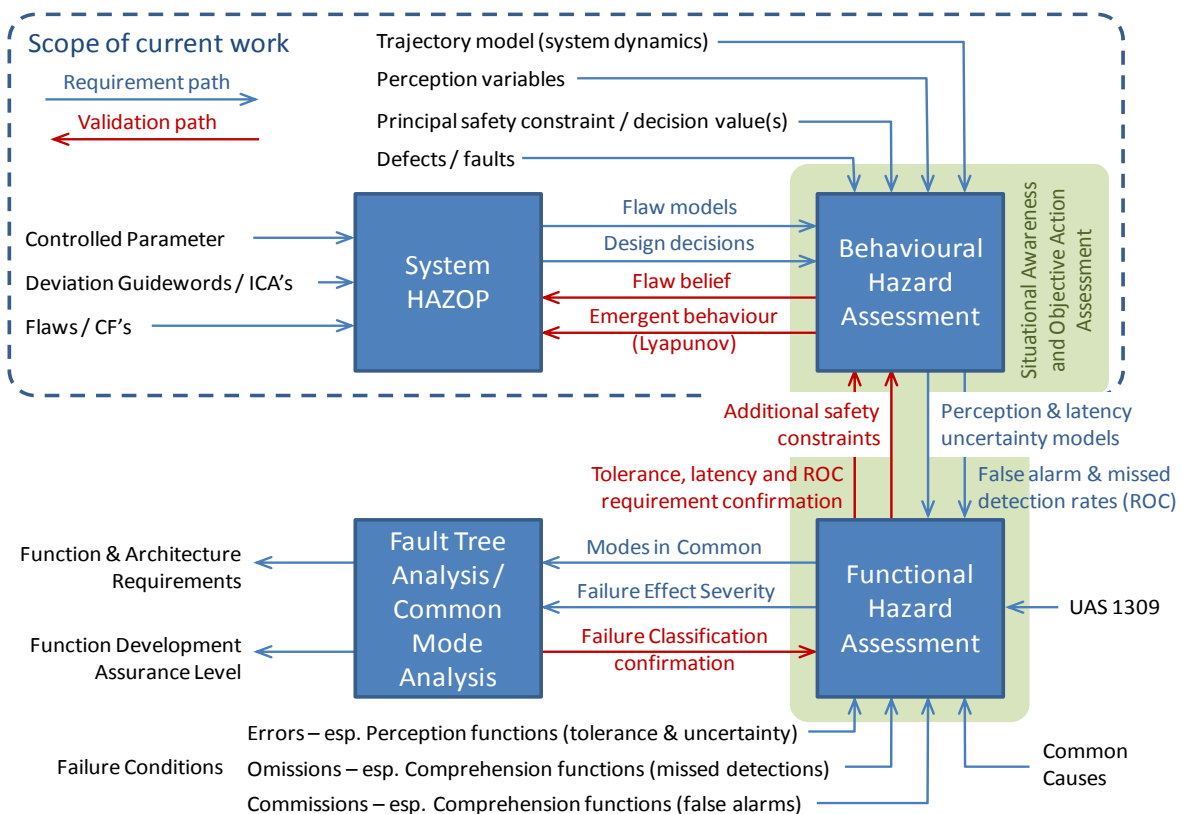 Scope of current work
Requirement path
Validation path
Trajectory model (system dynamics)
Perception variables
Principal safety constraint / decision value(s)
Defects / faults
Controlled Parameter
Deviation Guidewords / ICA's
Flaws / CF's
System
HAZOP
Flaw models
Design decisions
Flaw belief
Emergent behaviour
(Lyapunov)
Behavioural
Hazard
Assessment
Situational Awareness
and Objective Action
Assessment
Additional safety
constraints
Perception & latency
uncertainty models
Tolerance, latency and ROC
requirement confirmation
False alarm & missed
detection rates (ROC)
Function & Architecture
Requirements
Function Development
Assurance Level
Fault Tree
Analysis /
Common
Mode
Analysis
Modes in Common
Failure Effect Severity
Failure Classification
confirmation
Functional
Hazard
Assessment
UAS 1309
Failure Conditions
Errors – esp. Perception functions (tolerance & uncertainty)
Omissions – esp. Comprehension functions (missed detections)
Commissions – esp. Comprehension functions (false alarms)
Common
Causes